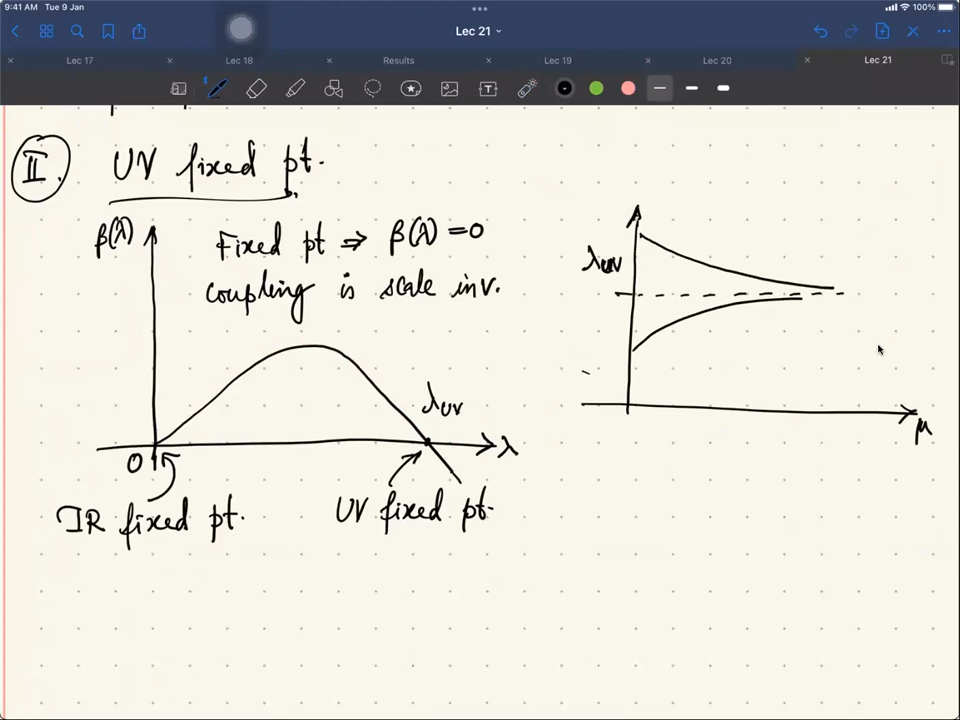 9:41 AM Tue 9 Jan
100%
Lec 21
Lec 17
Lec 18
Results
Lec 19
Lec 20
Lec 21
II. UV fixed pt.
β(λ)
Fixed pt ⇒ β(λ) = 0
coupling is scale inv.
λUV
0
λ
IR fixed pt.
UV fixed pt.
λUV
μ